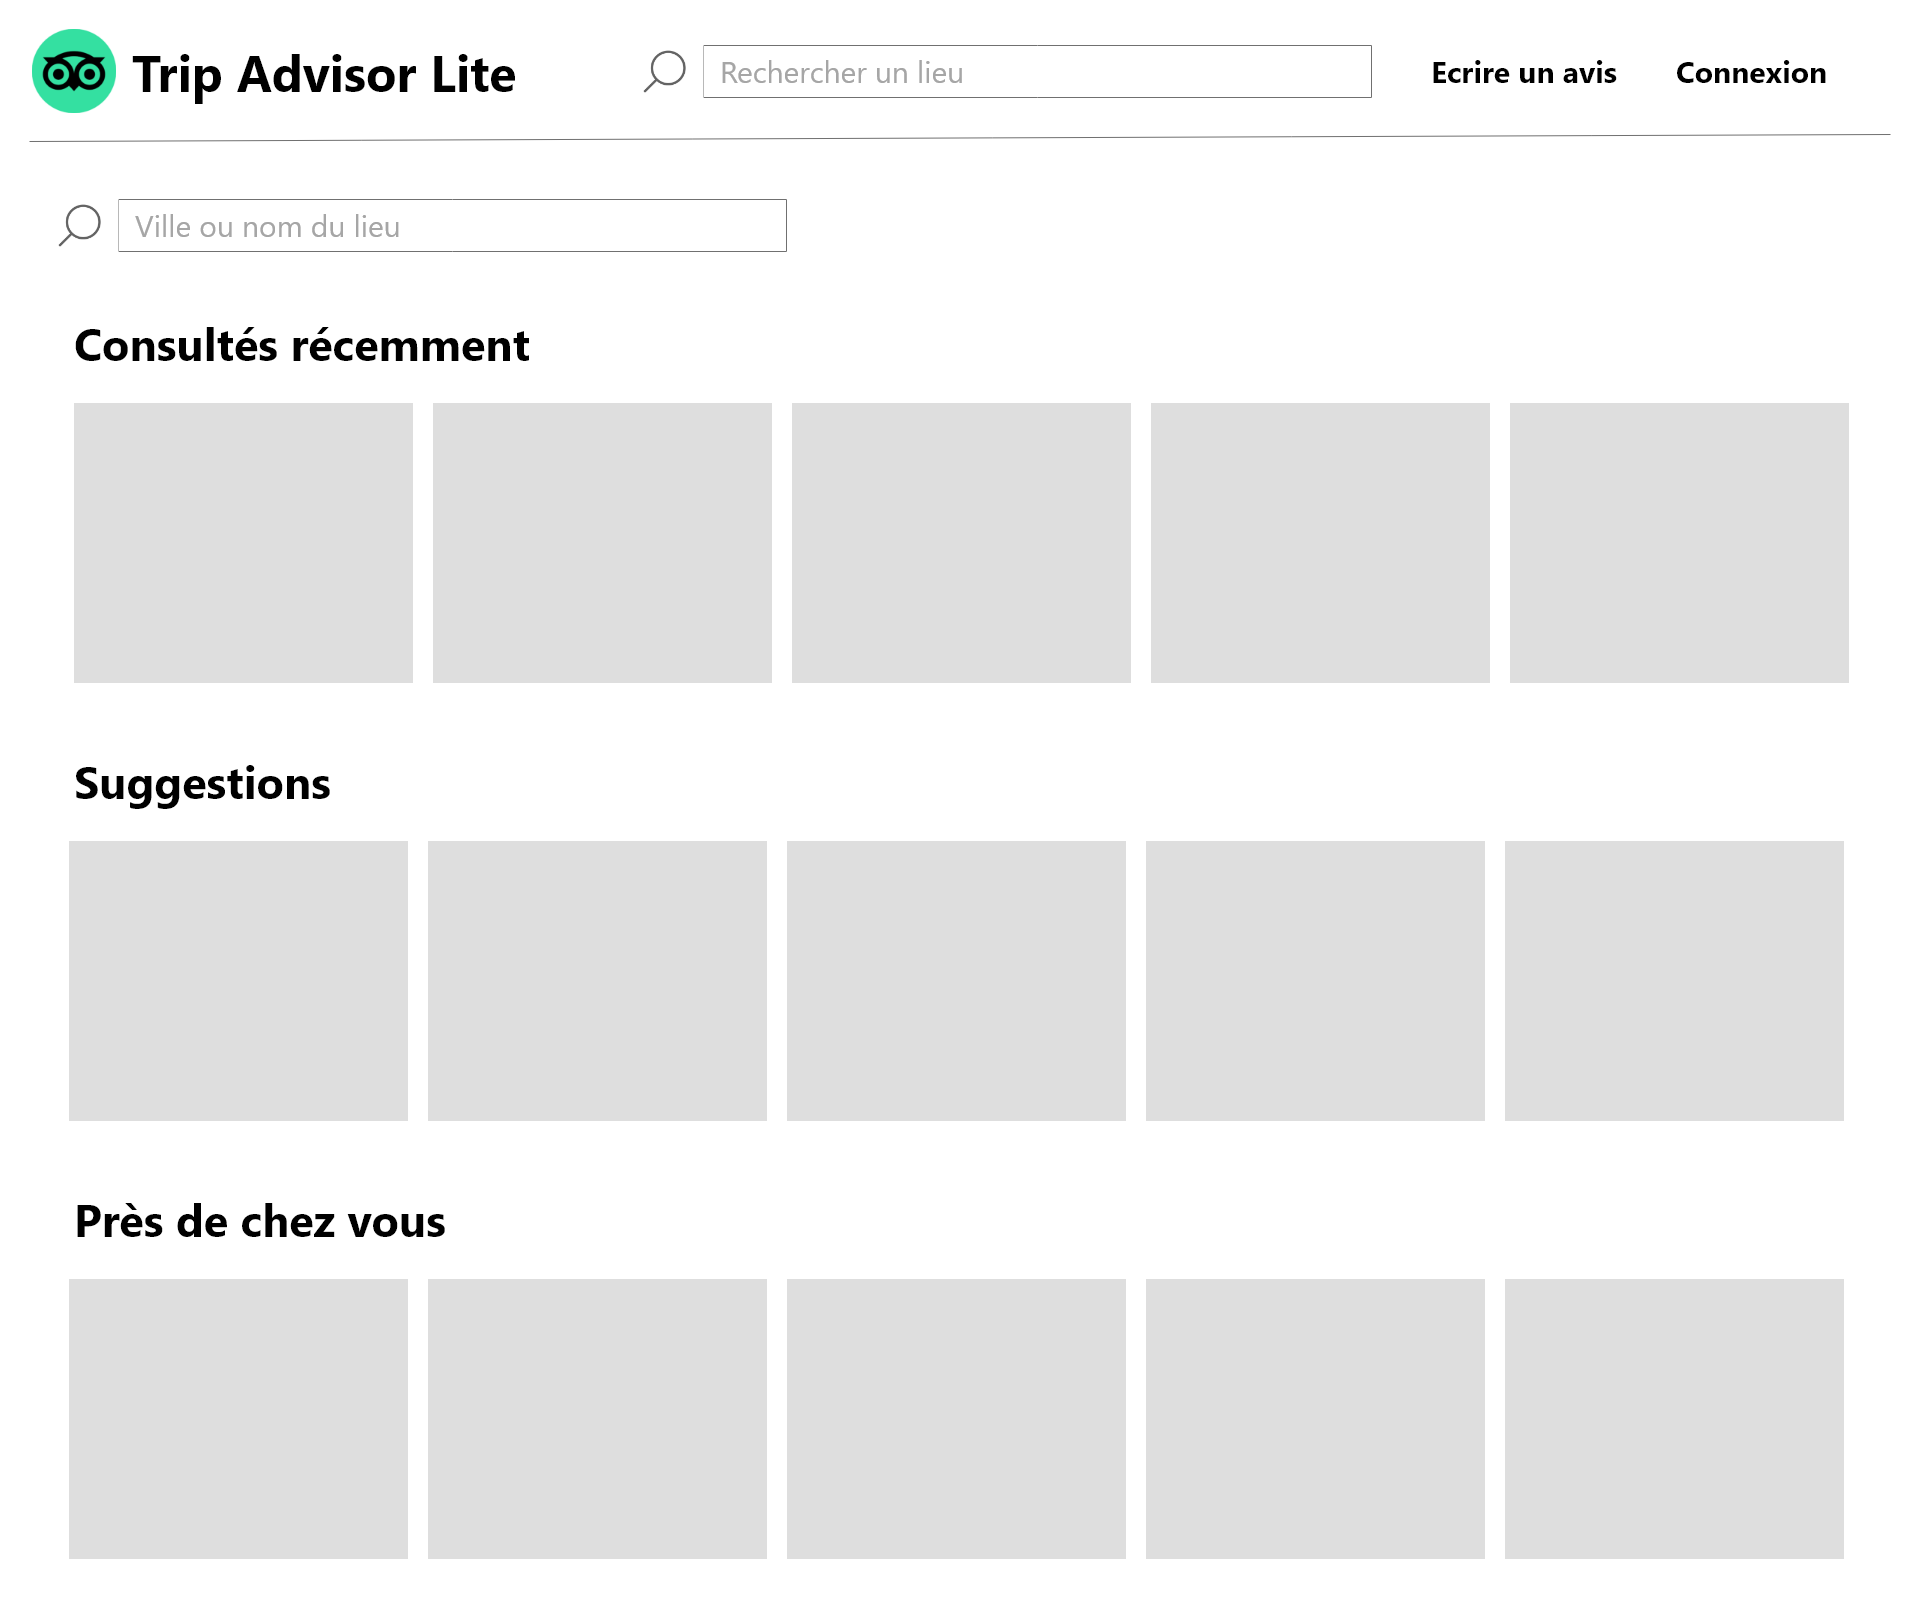 Trip Advisor Lite
Rechercher un lieu
Ecrire un avis
Connexion
Ville ou nom du lieu
Consultés récemment
Suggestions
Près de chez vous